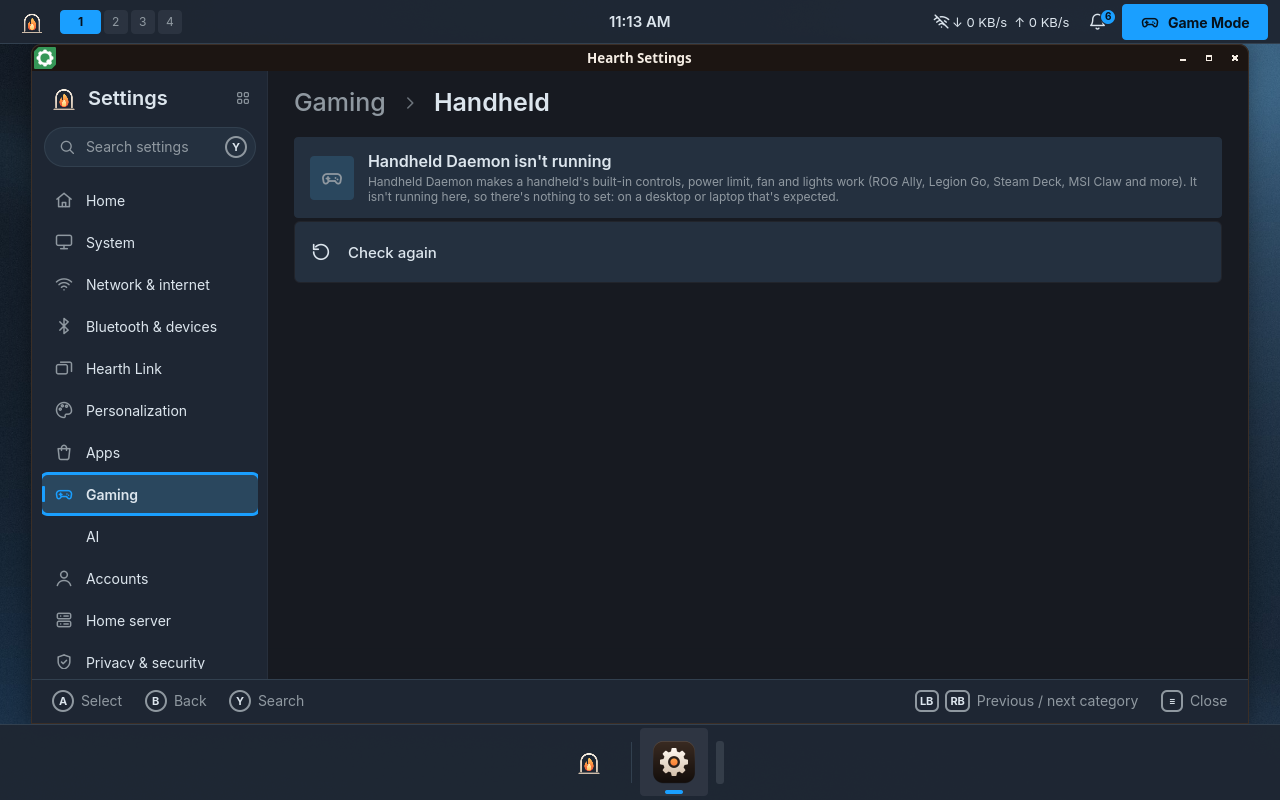 1
2
3
4
11:13 AM
0 KB/s
0 KB/s
6
Game Mode
Hearth Settings
Settings
Search settings
Y
Home
System
Network & internet
Bluetooth & devices
Hearth Link
Personalization
Apps
Gaming
AI
Accounts
Home server
Privacy & security
Gaming
Handheld
Handheld Daemon isn't running
Handheld Daemon makes a handheld's built-in controls, power limit, fan and lights work (ROG Ally, Legion Go, Steam Deck, MSI Claw and more). It
isn't running here, so there's nothing to set: on a desktop or laptop that's expected.
Check again
A Select
B Back
Y Search
LB RB Previous / next category
Close